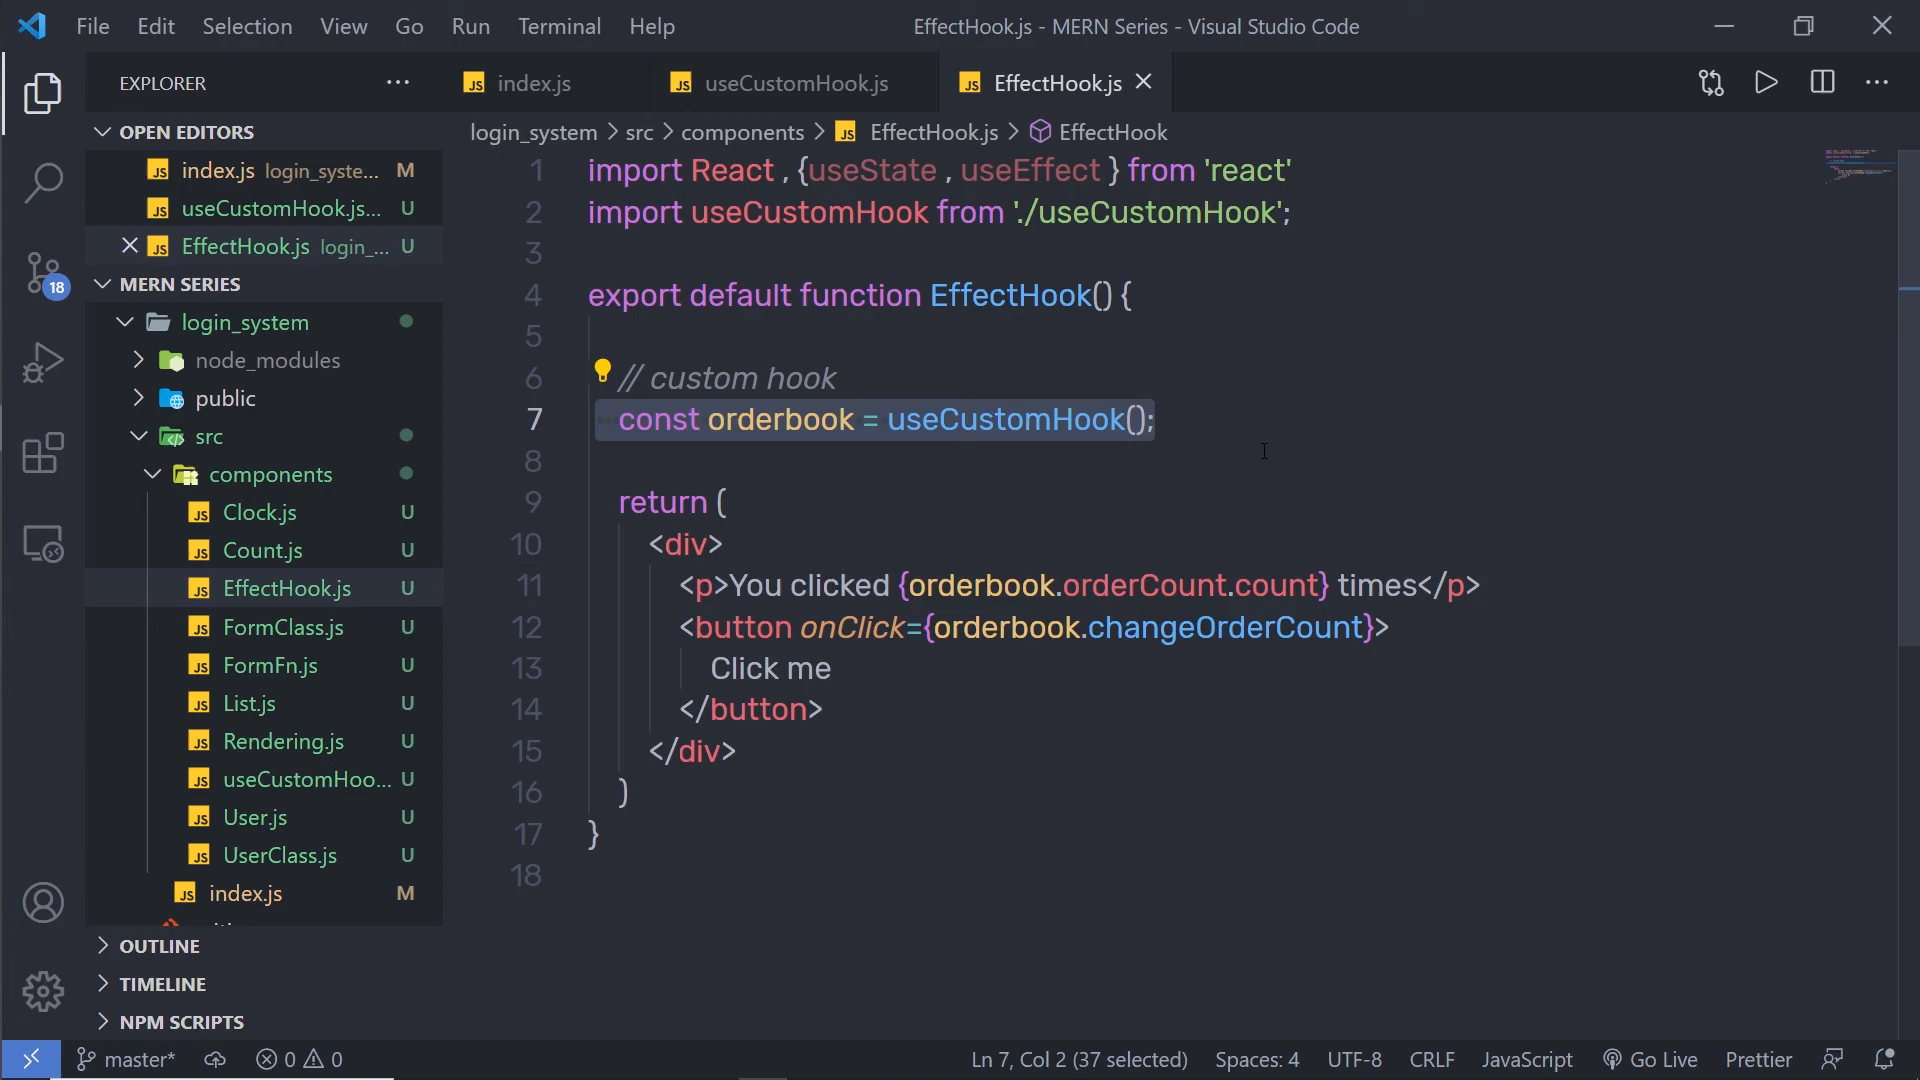 File Edit Selection View Go Run Terminal Help EffectHook.js - MERN Series - Visual Studio Code
EXPLORER
OPEN EDITORS
index.js login_syste... M
useCustomHook.js... U
EffectHook.js login_... U
MERN SERIES
login_system
node_modules
public
src
components
Clock.js U
Count.js U
EffectHook.js U
FormClass.js U
FormFn.js U
List.js U
Rendering.js U
useCustomHoo... U
User.js U
UserClass.js U
index.js M
OUTLINE
TIMELINE
NPM SCRIPTS
18
index.js useCustomHook.js EffectHook.js
login_system > src > components > EffectHook.js > EffectHook
1 import React , {useState , useEffect } from 'react'
2 import useCustomHook from './useCustomHook';
3
4 export default function EffectHook() {
5
6 // custom hook
7 const orderbook = useCustomHook();
8
9 return (
10 <div>
11 <p>You clicked {orderbook.orderCount.count} times</p>
12 <button onClick={orderbook.changeOrderCount}>
13 Click me
14 </button>
15 </div>
16 )
17 }
18
master* 0 0 Ln 7, Col 2 (37 selected) Spaces: 4 UTF-8 CRLF JavaScript Go Live Prettier